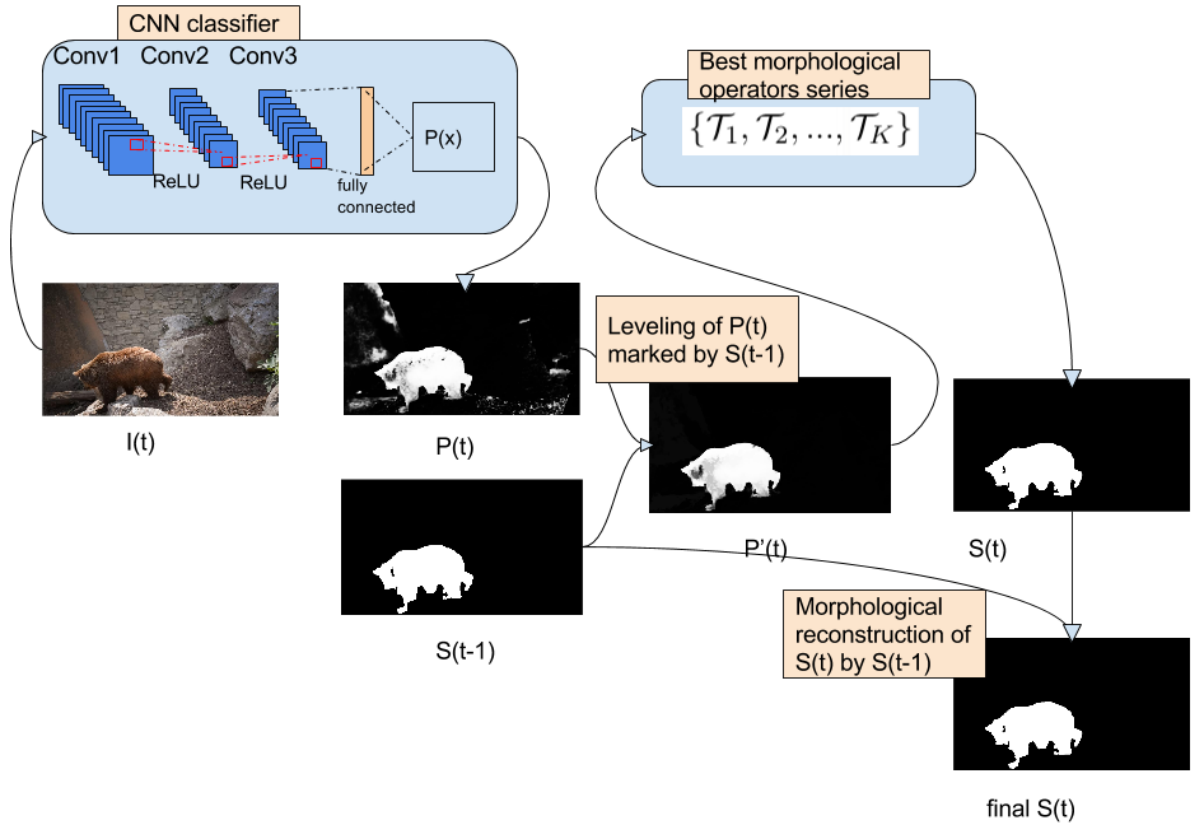 CNN classifier
Conv1 Conv2 Conv3
ReLU ReLU
fully
connected
P(x)
Best morphological
operators series
{𝒯₁, 𝒯₂, ..., 𝒯_K}
I(t)
P(t)
Leveling of P(t)
marked by S(t-1)
S(t-1)
P’(t)
S(t)
Morphological
reconstruction of
S(t) by S(t-1)
final S(t)